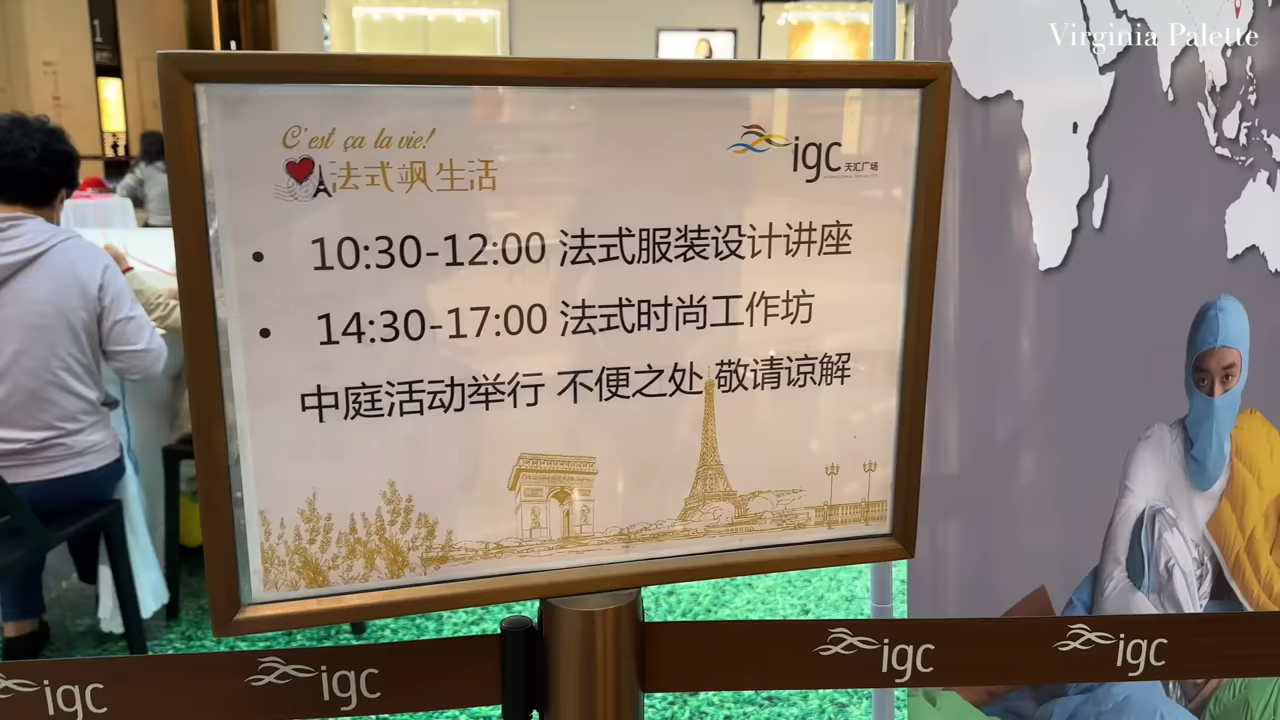 Virginia Palette
C'est ça la vie!
法式飒生活
igc 天汇广场
• 10:30-12:00 法式服装设计讲座
• 14:30-17:00 法式时尚工作坊
中庭活动举行 不便之处 敬请谅解
igc
igc
igc
igc